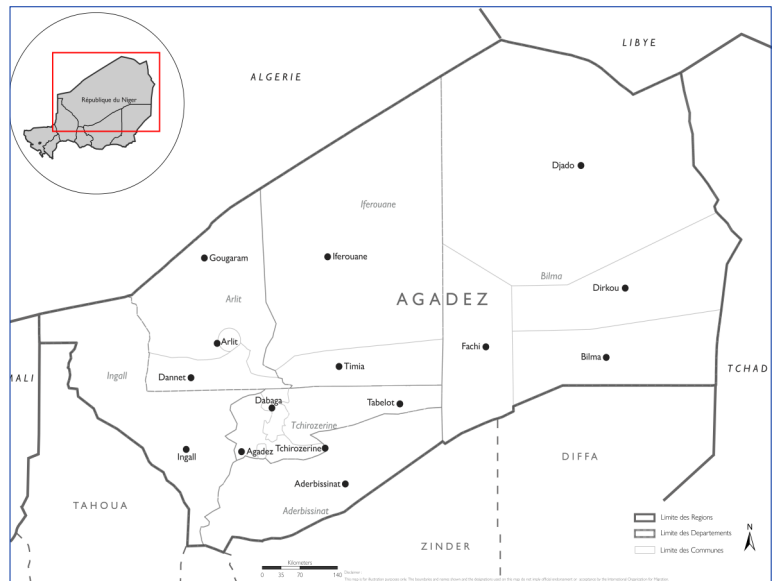 LIBYE
ALGERIE
République du Niger
Djado
Iferouane
Gougaram
Iferouane
Bilma
Dirkou
Arlit
AGADEZ
Arlit
Fachi
Bilma
Timia
TCHAD
Ingall
Dannet
MALI
Dabaga
Tabelot
Tchirozerine
Ingall
Agadez
Tchirozerine
DIFFA
Aderbissinat
TAHOUA
Aderbissinat
Limite des Regions
Limite des Departements
Limite des Communes
N
ZINDER
Kilometers
0 35 70 140